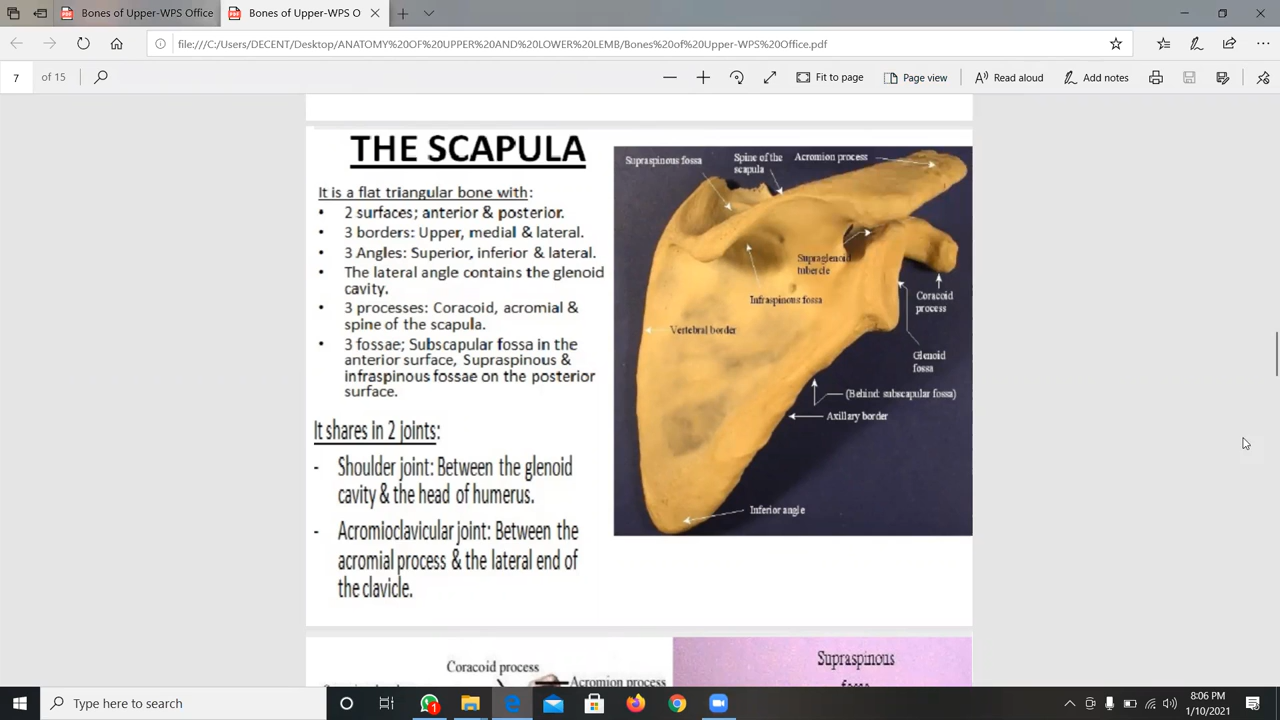 Bones of Upper-WPS Office
Bones of Upper-WPS O
file:///C:/Users/DECENT/Desktop/ANATOMY%20OF%20UPPER%20AND%20LOWER%20LEMB/Bones%20of%20Upper-WPS%20Office.pdf
7 of 15
Fit to page
Page view
Read aloud
Add notes
THE SCAPULA
It is a flat triangular bone with:
• 2 surfaces; anterior & posterior.
• 3 borders: Upper, medial & lateral.
• 3 Angles: Superior, inferior & lateral.
• The lateral angle contains the glenoid
cavity.
• 3 processes: Coracoid, acromial &
spine of the scapula.
• 3 fossae; Subscapular fossa in the
anterior surface, Supraspinous &
infraspinous fossae on the posterior
surface.
It shares in 2 joints:
- Shoulder joint: Between the glenoid
cavity & the head of humerus.
- Acromioclavicular joint: Between the
acromial process & the lateral end of
the clavicle.
Supraspinous fossa
Spine of the
scapula
Acromion process
Supraglenoid
tubercle
Infraspinous fossa
Coracoid
process
Vertebral border
Glenoid
fossa
(Behind: subscapular fossa)
Axillary border
Inferior angle
Coracoid process
Acromion process
Supraspinous
Type here to search
1
8:06 PM
1/10/2021